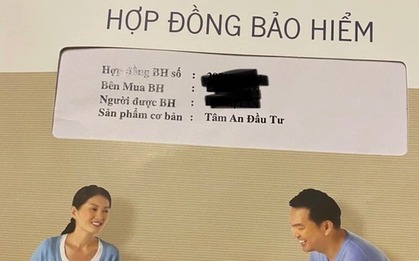 HỢP ĐỒNG BẢO HIỂM
Hợp đồng BH số :
Bên Mua BH :
Người được BH :
Sản phẩm cơ bản : Tâm An Đầu Tư